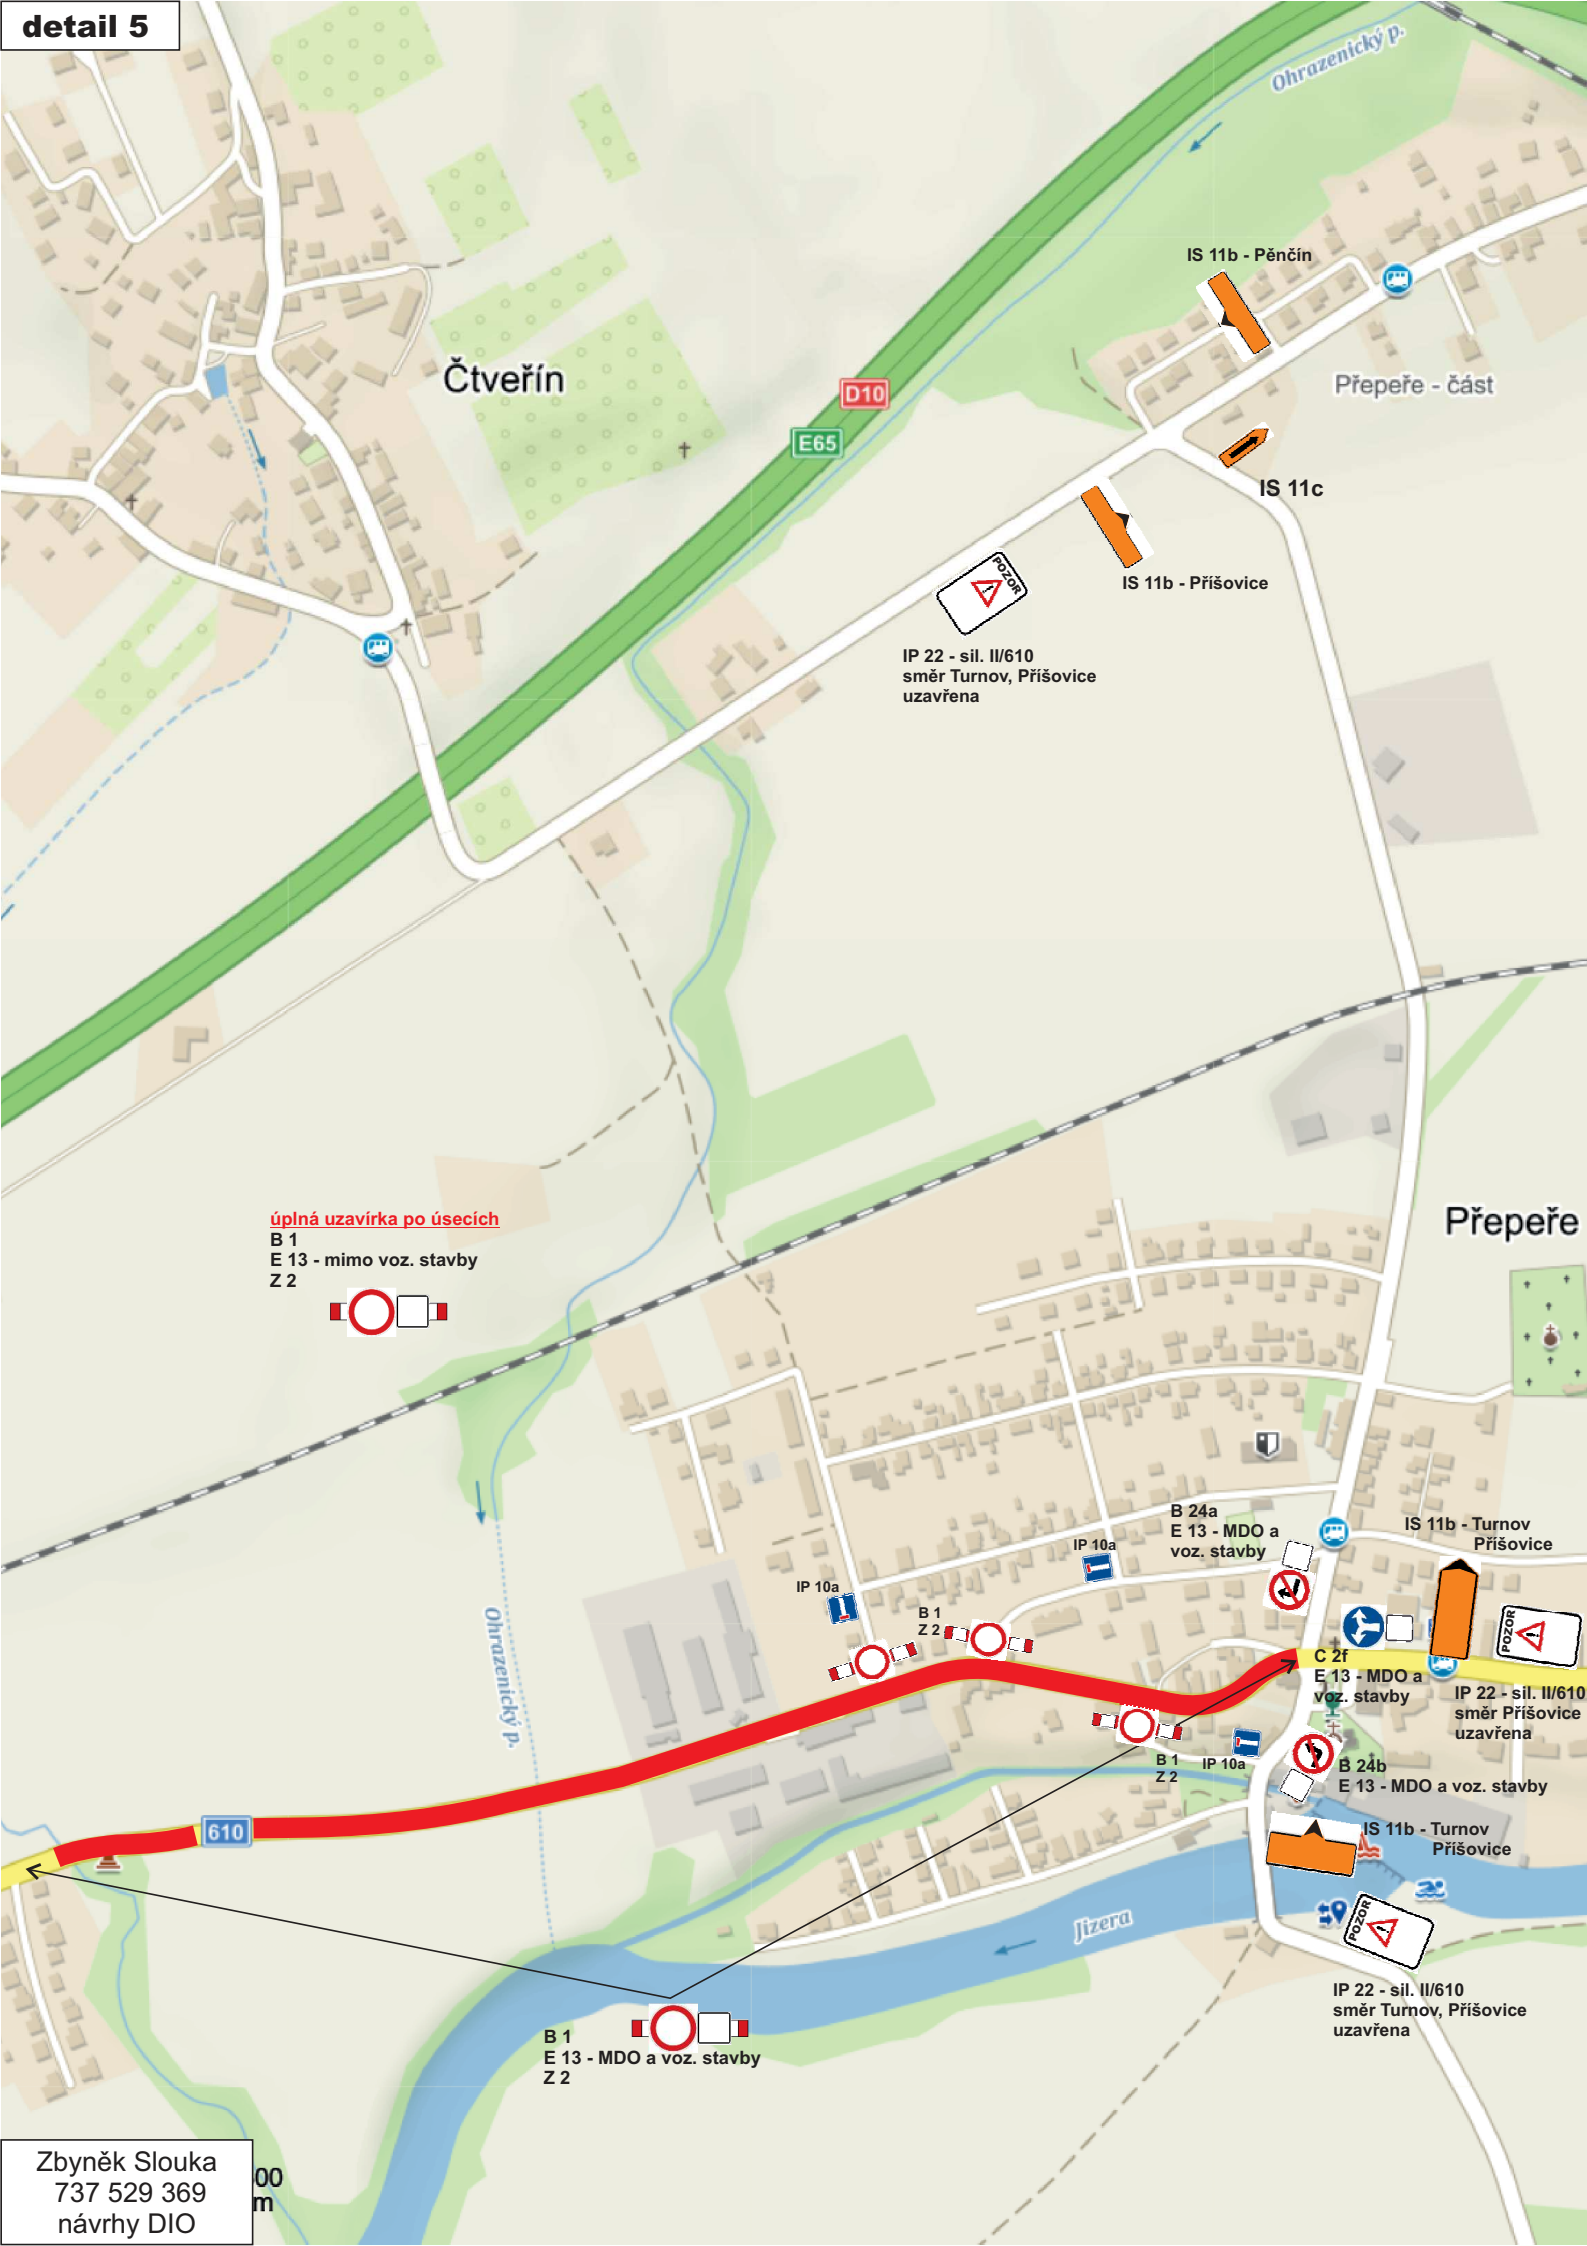 detail 5
Ohrazenický p.
IS 11b - Pěnčín
Čtveřín
D10
E65
Přepeře - část
IS 11c
POZOR
IS 11b - Příšovice
IP 22 - sil. II/610
směr Turnov, Příšovice
uzavřena
Přepeře
úplná uzavírka po úsecích
B 1
E 13 - mimo voz. stavby
Z 2
B 24a
E 13 - MDO a
voz. stavby
IS 11b - Turnov
Příšovice
IP 10a
IP 10a
B 1
Z 2
POZOR
C 2f
E 13 - MDO a
voz. stavby
IP 22 - sil. II/610
směr Příšovice
uzavřena
Ohrazenický p.
B 1
Z 2
IP 10a
B 24b
E 13 - MDO a voz. stavby
610
IS 11b - Turnov
Příšovice
Jizera
POZOR
IP 22 - sil. II/610
směr Turnov, Příšovice
uzavřena
B 1
E 13 - MDO a voz. stavby
Z 2
Zbyněk Slouka
737 529 369
návrhy DIO
00
m